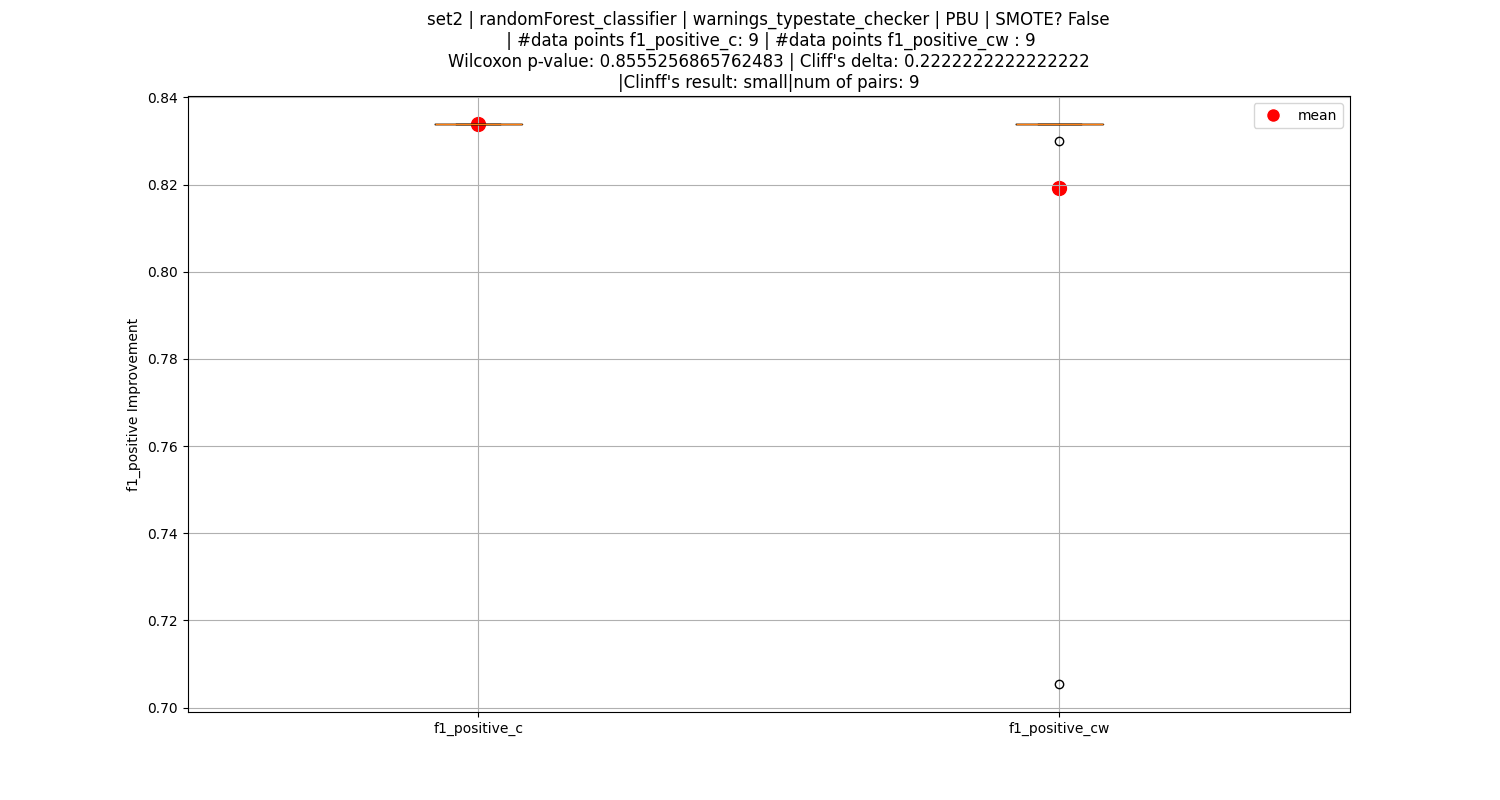 set2 | randomForest_classifier | warnings_typestate_checker | PBU | SMOTE? False
| #data points f1_positive_c: 9 | #data points f1_positive_cw : 9
Wilcoxon p-value: 0.8555256865762483 | Cliff's delta: 0.2222222222222222
|Clinff's result: small|num of pairs: 9
0.84
mean
0.82
0.80
0.78
f1_positive Improvement
0.76
0.74
0.72
0.70
f1_positive_c
f1_positive_cw